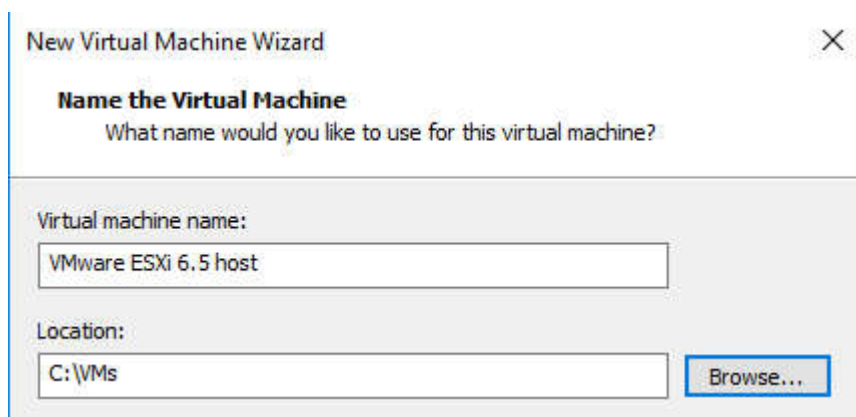 New Virtual Machine Wizard
Name the Virtual Machine
What name would you like to use for this virtual machine?
Virtual machine name:
VMware ESXi 6.5 host
Location:
C:\VMs
Browse...